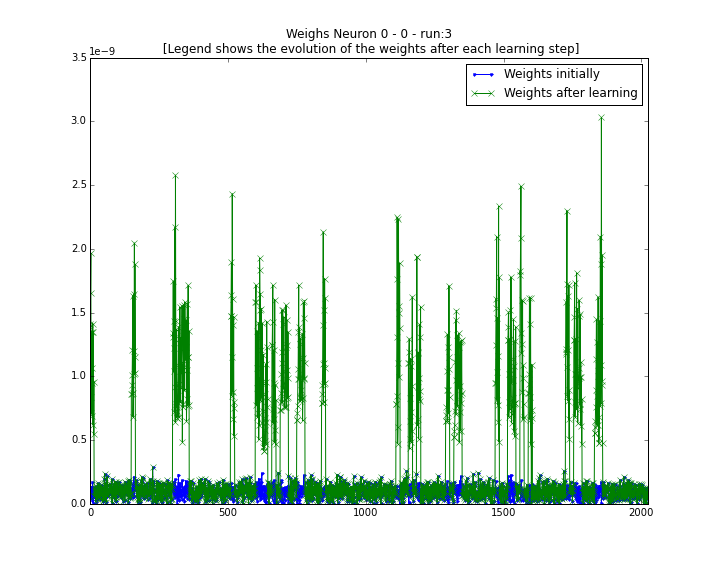 Weighs Neuron 0 - 0 - run:3
[Legend shows the evolution of the weights after each learning step]
1e−9
Weights initially
Weights after learning
3.5
3.0
2.5
2.0
1.5
1.0
0.5
0.0
0 500 1000 1500 2000